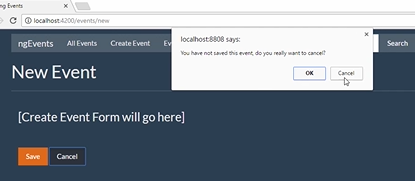 ng Events
localhost:4200/events/new
ngEvents All Events Create Event Ev
Search
localhost:8808 says:
You have not saved this event, do you really want to cancel?
OK Cancel
New Event
[Create Event Form will go here]
Save Cancel